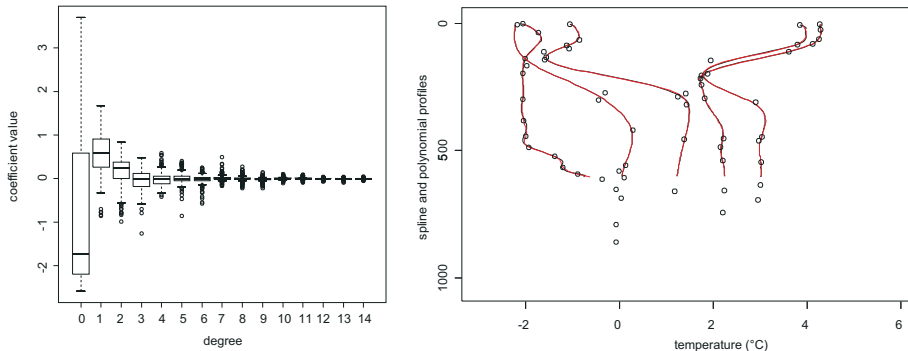 coefficient value
3
2
1
0
-1
-2
0 1 2 3 4 5 6 7 8 9 10 11 12 13 14
degree
spline and polynomial profiles
0
500
1000
-2 0 2 4 6
temperature (°C)